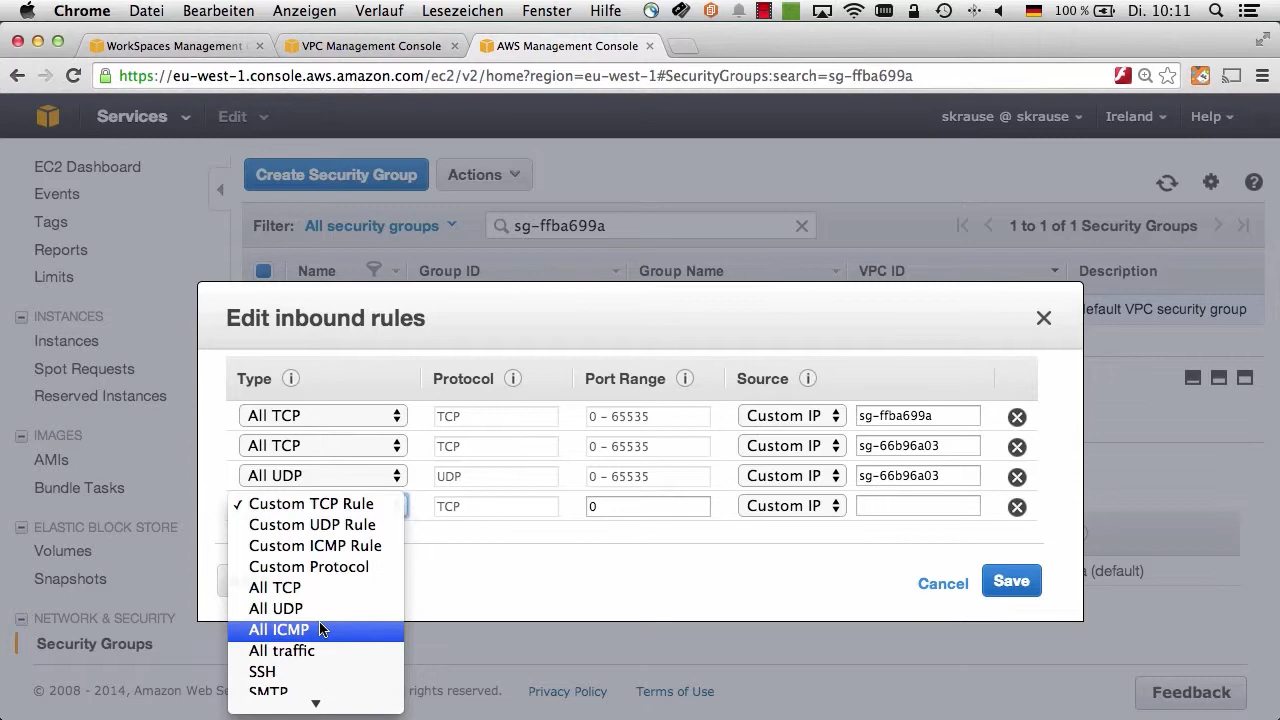 Chrome Datei Bearbeiten Anzeigen Verlauf Lesezeichen Fenster Hilfe 100 % Di. 10:11
WorkSpaces Management VPC Management Console AWS Management Console
https://eu-west-1.console.aws.amazon.com/ec2/v2/home?region=eu-west-1#SecurityGroups:search=sg-ffba699a
Services Edit skrause @ skrause Ireland Help
EC2 Dashboard
Events
Tags
Reports
Limits
INSTANCES
Instances
Spot Requests
Reserved Instances
IMAGES
AMIs
Bundle Tasks
ELASTIC BLOCK STORE
Volumes
Snapshots
NETWORK & SECURITY
Security Groups
Create Security Group Actions
Filter: All security groups sg-ffba699a 1 to 1 of 1 Security Groups
Name Group ID Group Name VPC ID Description
default VPC security group
Edit inbound rules
Type Protocol Port Range Source
All TCP TCP 0 – 65535 Custom IP sg-ffba699a
All TCP TCP 0 – 65535 Custom IP sg-66b96a03
All UDP UDP 0 – 65535 Custom IP sg-66b96a03
Custom TCP Rule TCP 0 Custom IP
Custom UDP Rule
Custom ICMP Rule
Custom Protocol
All TCP
All UDP
All ICMP
All traffic
SSH
SMTP
Cancel Save
(default)
© 2008 - 2014, Amazon Web rights reserved. Privacy Policy Terms of Use
Feedback